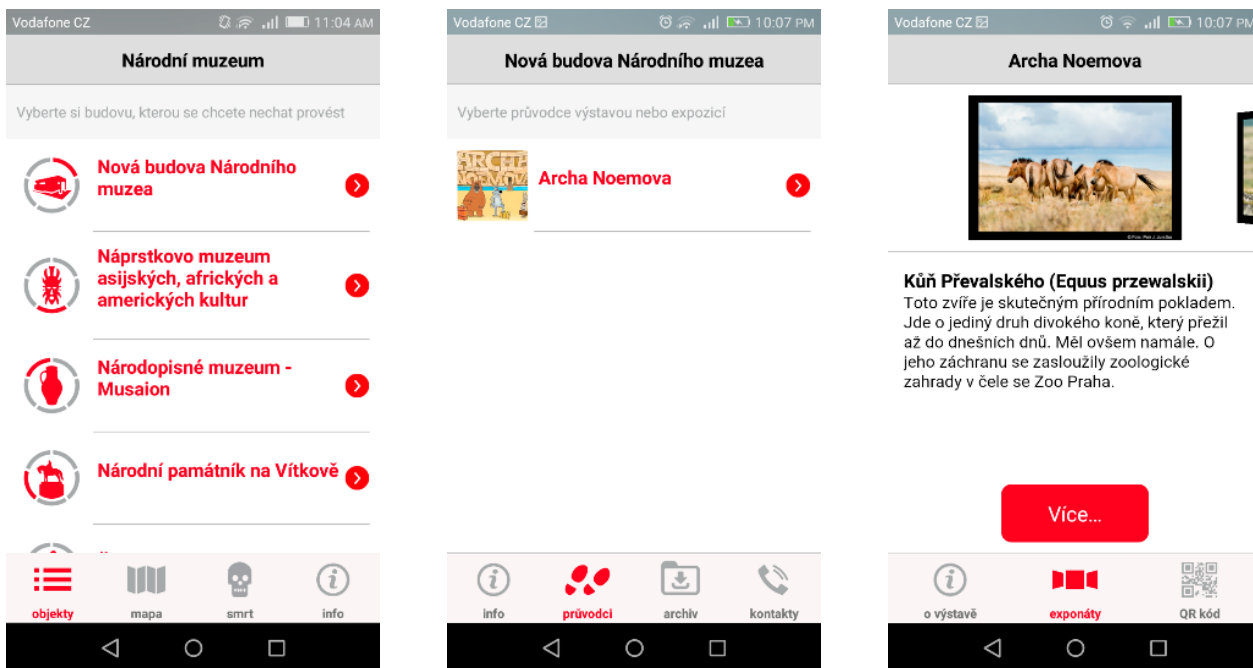 Vodafone CZ 11:04 AM
Národní muzeum
Vyberte si budovu, kterou se chcete nechat provést
Nová budova Národního
muzea
Náprstkovo muzeum
asijských, afrických a
amerických kultur
Národopisné muzeum -
Musaion
Národní památník na Vítkově
objekty mapa smrt info
Vodafone CZ 10:07 PM
Nová budova Národního muzea
Vyberte průvodce výstavou nebo expozicí
ARCHA
NOEMOVA
Archa Noemova
info průvodci archiv kontakty
Vodafone CZ 10:07 PM
Archa Noemova
Kůň Převalského (Equus przewalskii)
Toto zvíře je skutečným přírodním pokladem.
Jde o jediný druh divokého koně, který přežil
až do dnešních dnů. Měl ovšem namále. O
jeho záchranu se zasloužily zoologické
zahrady v čele se Zoo Praha.
Více...
o výstavě exponáty QR kód